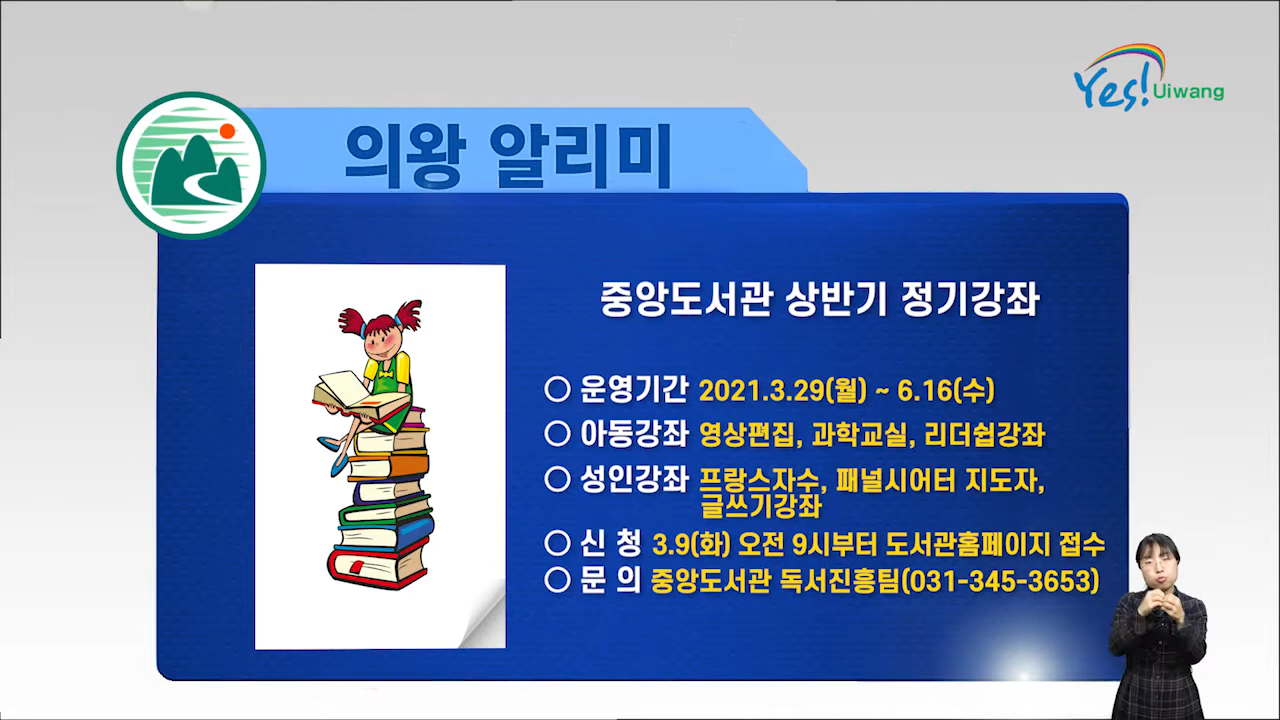 Yes! Uiwang
의왕 알리미
중앙도서관 상반기 정기강좌
○ 운영기간 2021.3.29(월) ~ 6.16(수)
○ 아동강좌 영상편집, 과학교실, 리더쉽강좌
○ 성인강좌 프랑스자수, 패널시어터 지도자,
글쓰기강좌
○ 신 청 3.9(화) 오전 9시부터 도서관홈페이지 접수
○ 문 의 중앙도서관 독서진흥팀(031-345-3653)